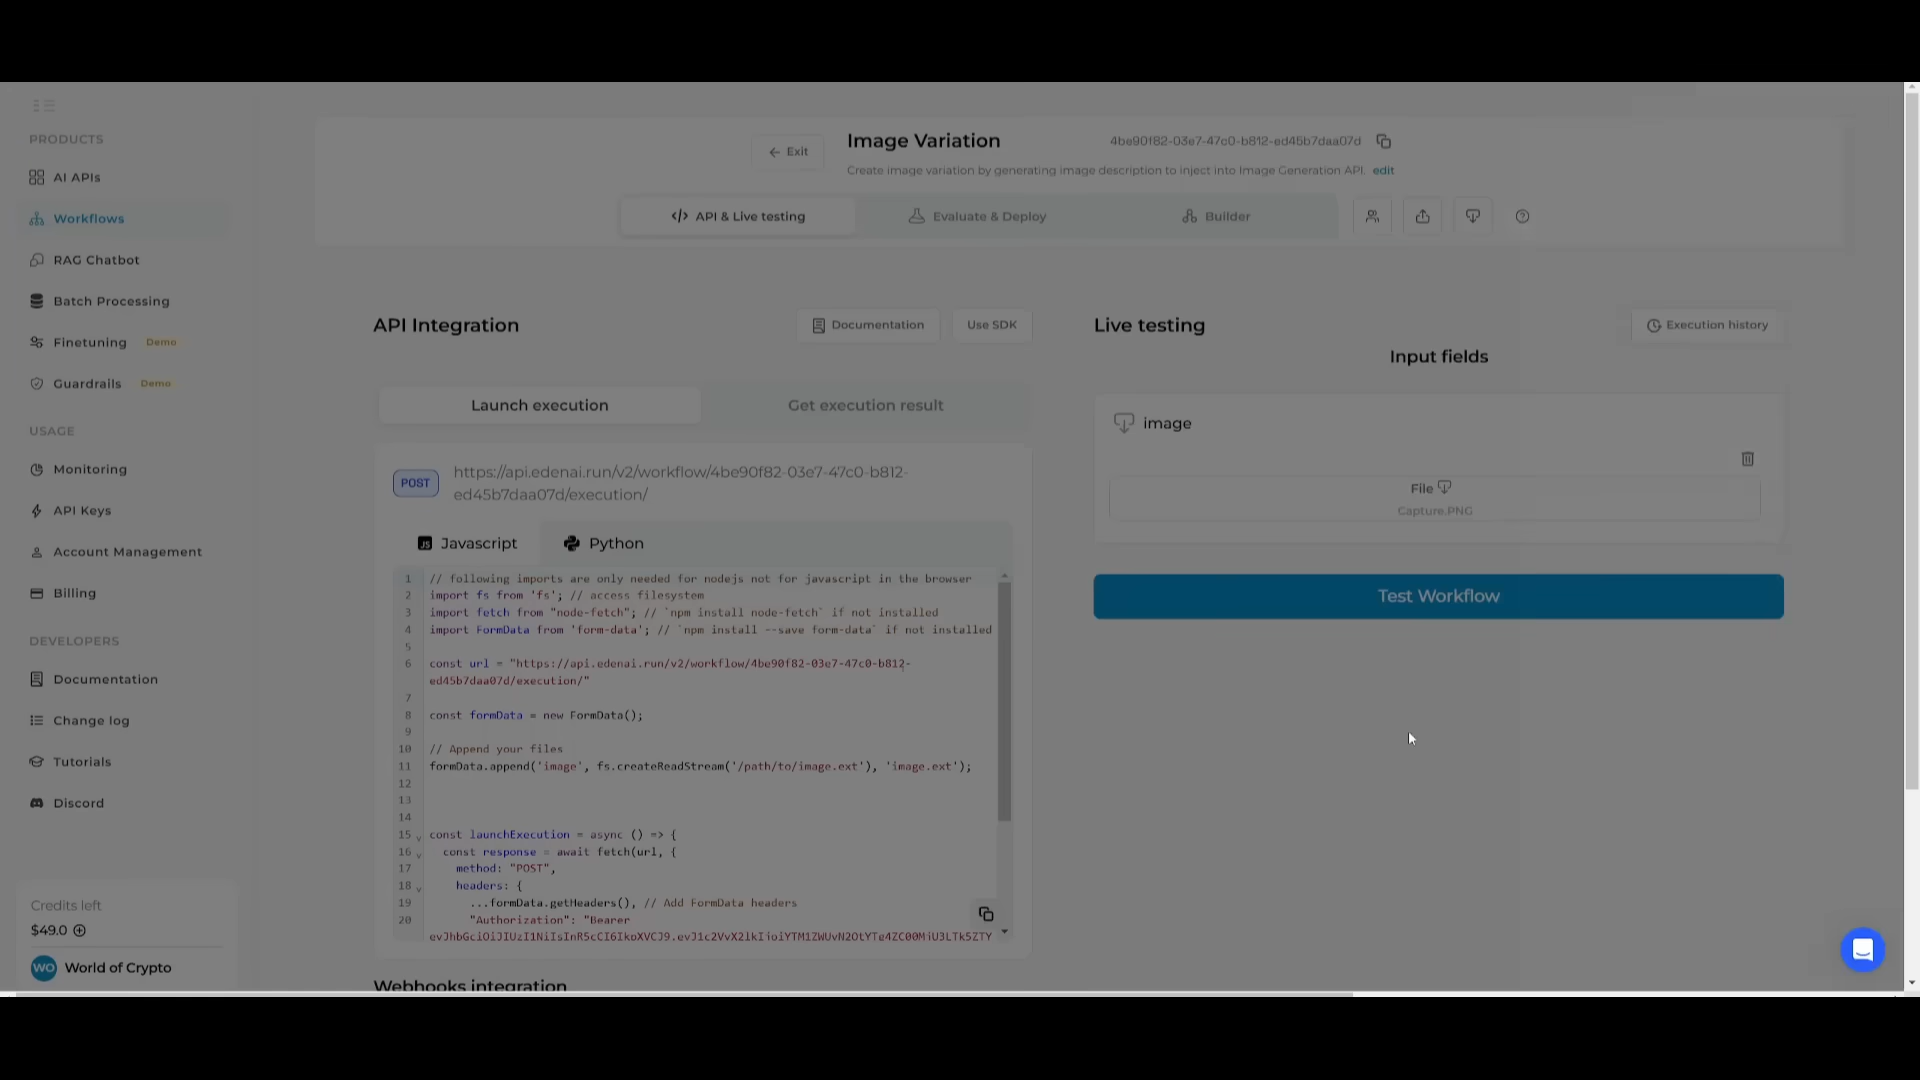 PRODUCTS
AI APIs
Workflows
RAG Chatbot
Batch Processing
Finetuning Demo
Guardrails Demo
USAGE
Monitoring
API Keys
Account Management
Billing
DEVELOPERS
Documentation
Change log
Tutorials
Discord
Credits left
$49.0
WO World of Crypto
Exit
Image Variation
4be90f82-03e7-47c0-b812-ed45b7daa07d
Create image variation by generating image description to inject into Image Generation API. edit
</> API & Live testing
Evaluate & Deploy
Builder
API Integration
Documentation
Use SDK
Launch execution
Get execution result
POST
https://api.edenai.run/v2/workflow/4be90f82-03e7-47c0-b812-
ed45b7daa07d/execution/
JS Javascript
Python
1 // following imports are only needed for nodejs not for javascript in the browser
2 import fs from 'fs'; // access filesystem
3 import fetch from "node-fetch"; // `npm install node-fetch` if not installed
4 import FormData from 'form-data'; // `npm install --save form-data` if not installed
5
6 const url = "https://api.edenai.run/v2/workflow/4be90f82-03e7-47c0-b812-
ed45b7daa07d/execution/"
7
8 const formData = new FormData();
9
10 // Append your files
11 formData.append('image', fs.createReadStream('/path/to/image.ext'), 'image.ext');
12
13
14
15 const launchExecution = async () => {
16 const response = await fetch(url, {
17 method: "POST",
18 headers: {
19 ...formData.getHeaders(), // Add FormData headers
20 "Authorization": "Bearer
Webhooks integration
Live testing
Execution history
Input fields
image
File
Capture.PNG
Test Workflow